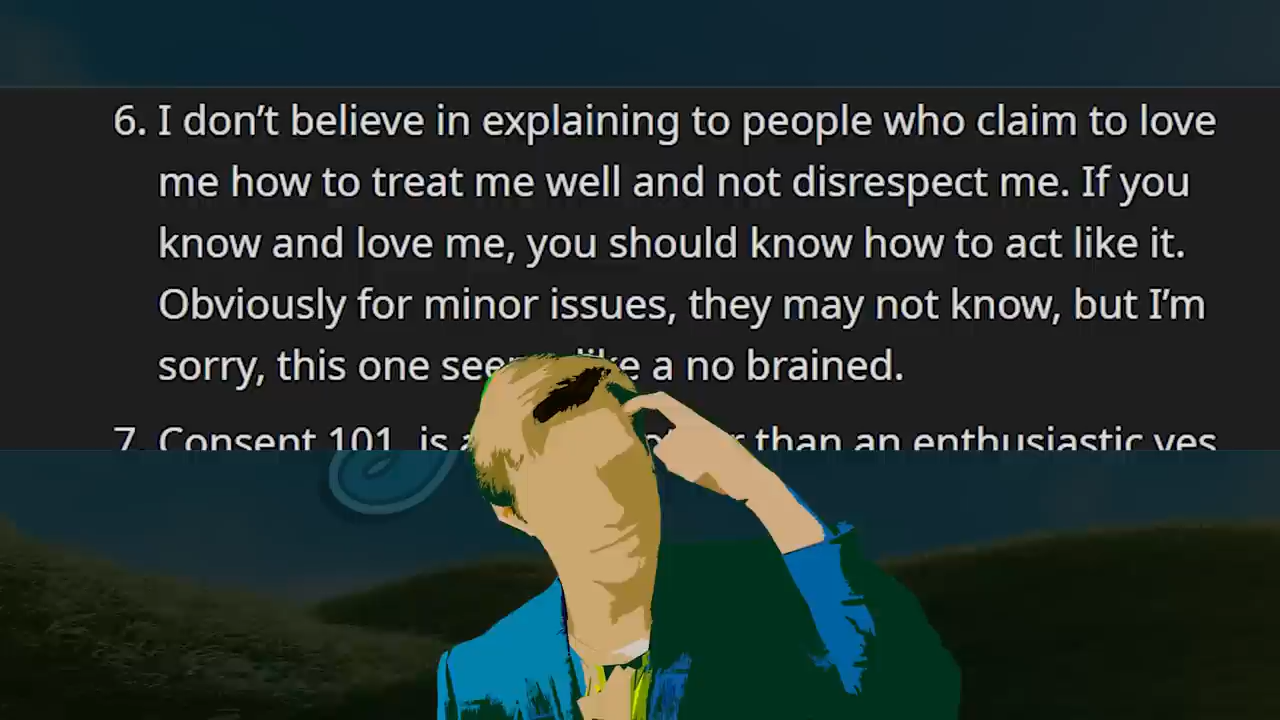 6. I don’t believe in explaining to people who claim to love
me how to treat me well and not disrespect me. If you
know and love me, you should know how to act like it.
Obviously for minor issues, they may not know, but I’m
sorry, this one like a no brained.
7. Consent 101, is than an enthusiastic yes